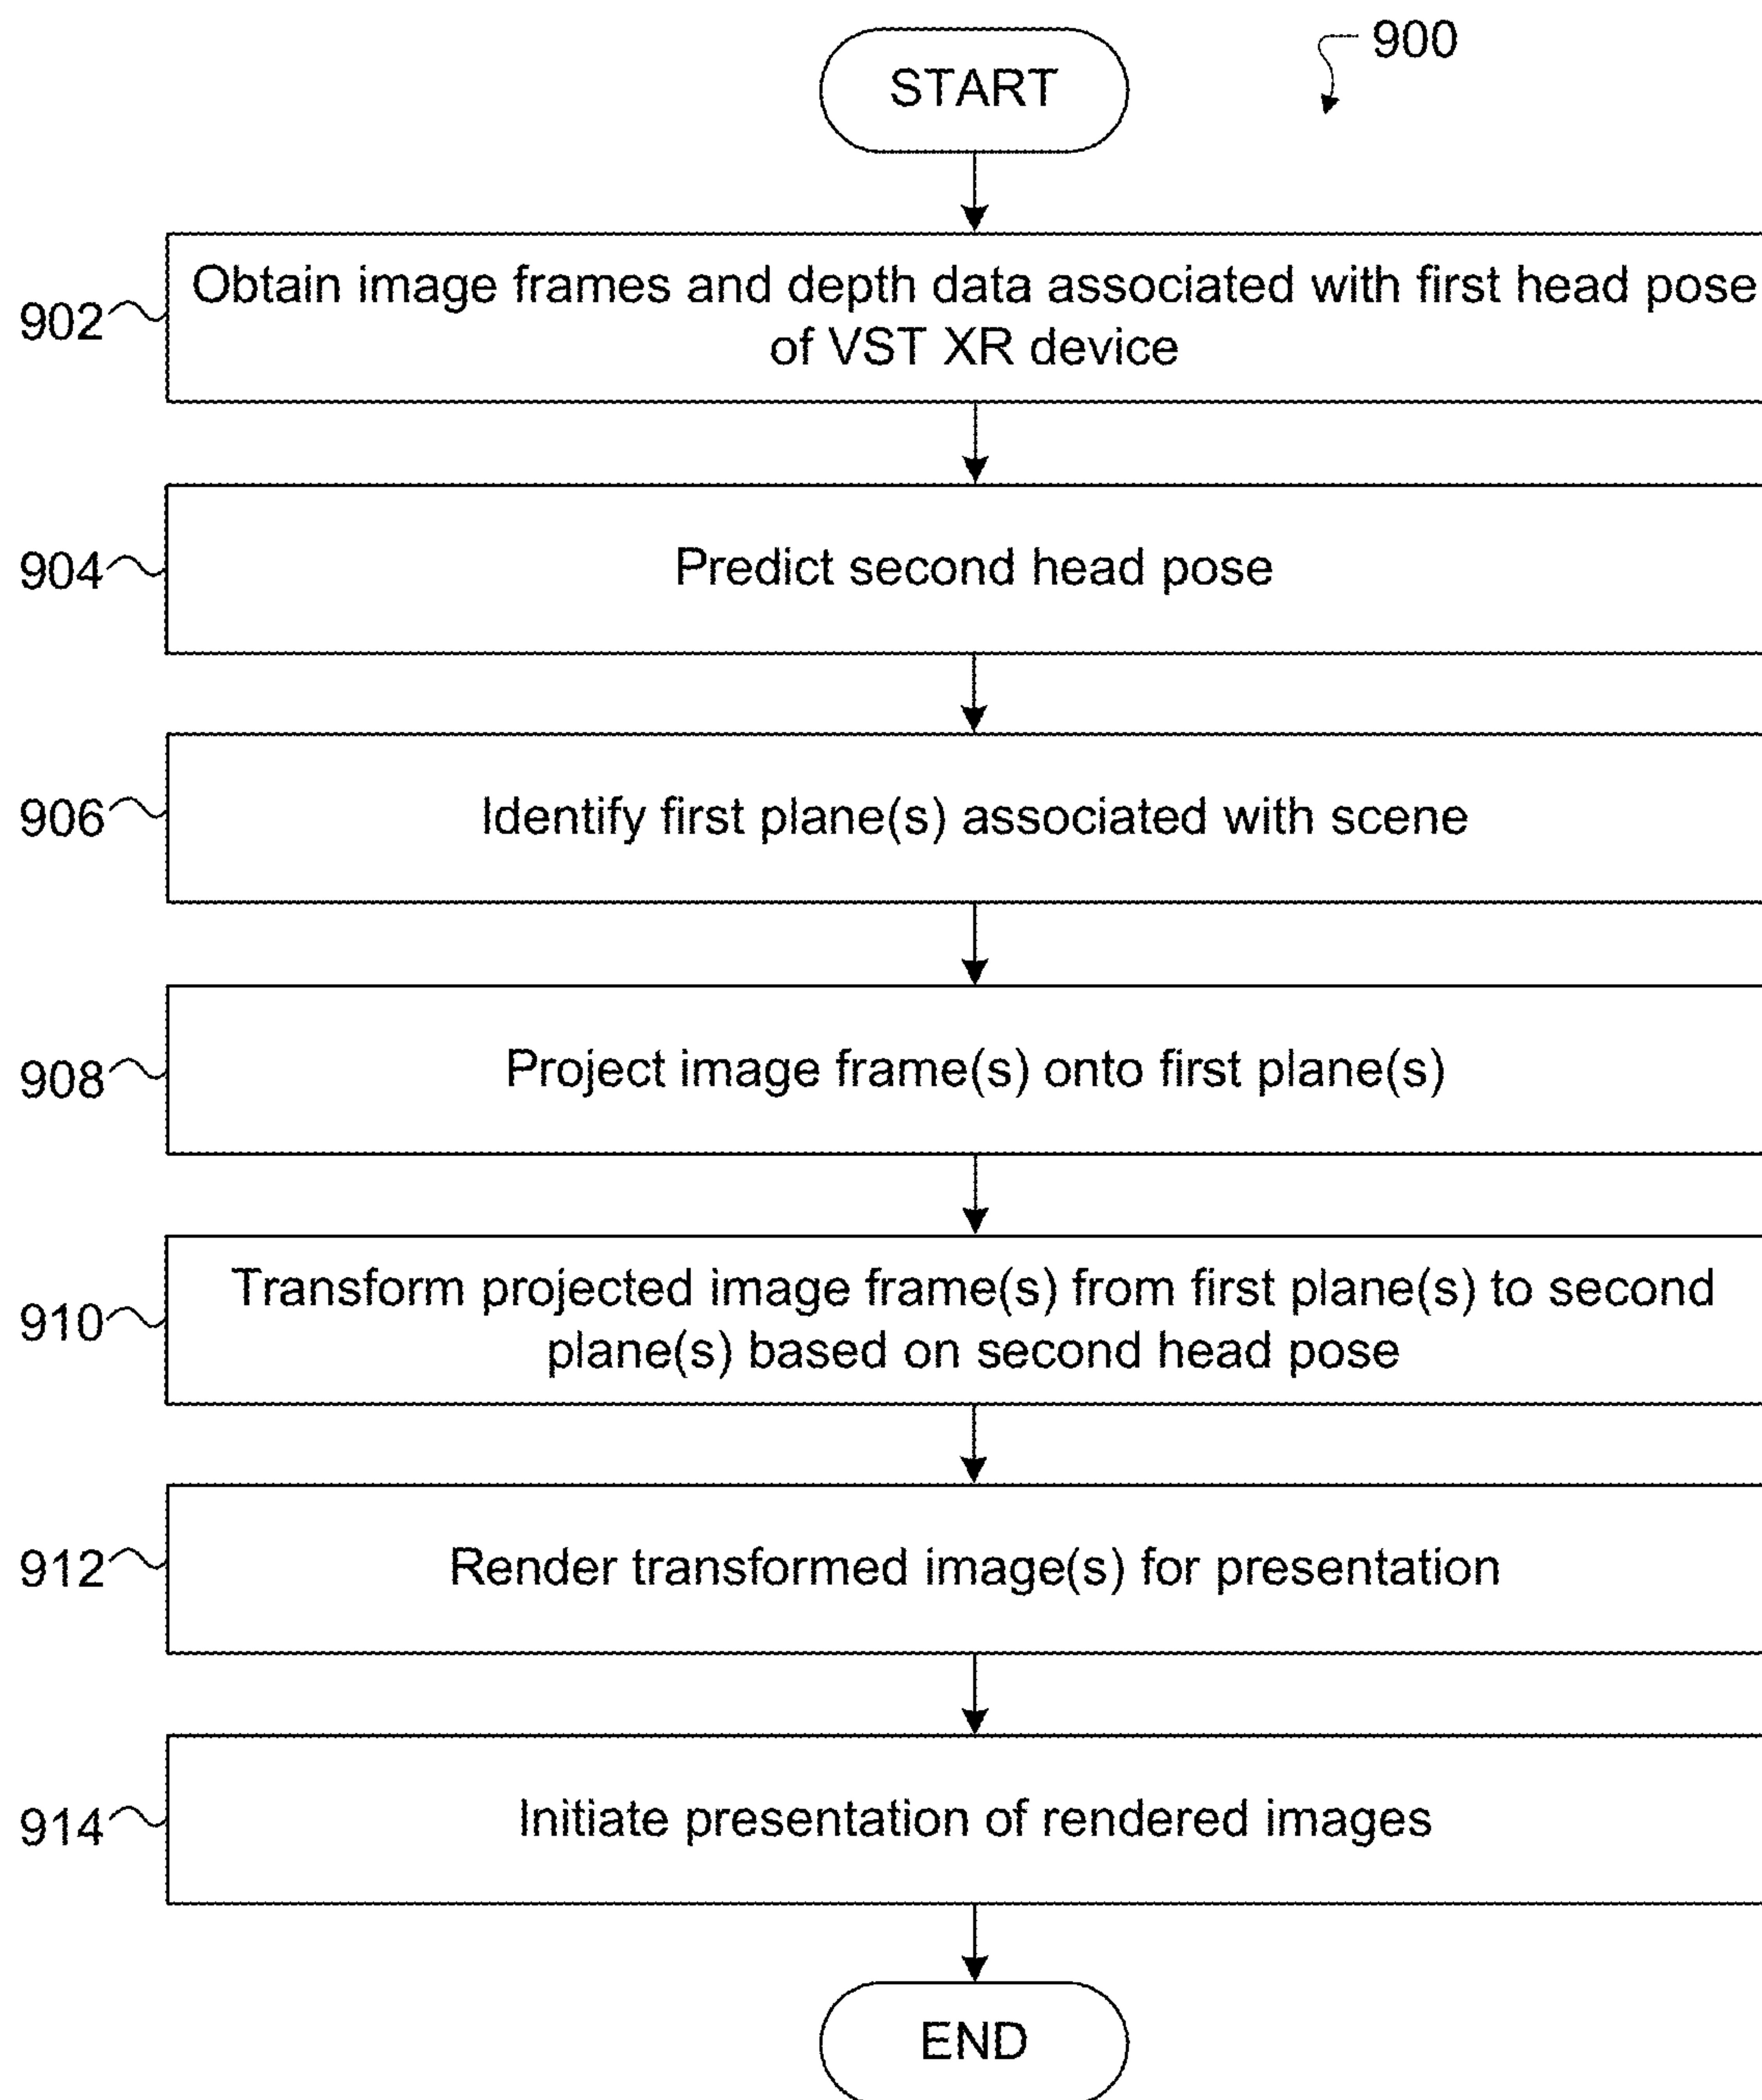 900
START
902
Obtain image frames and depth data associated with first head pose
of VST XR device
904
Predict second head pose
906
Identify first plane(s) associated with scene
908
Project image frame(s) onto first plane(s)
910
Transform projected image frame(s) from first plane(s) to second
plane(s) based on second head pose
912
Render transformed image(s) for presentation
914
Initiate presentation of rendered images
END